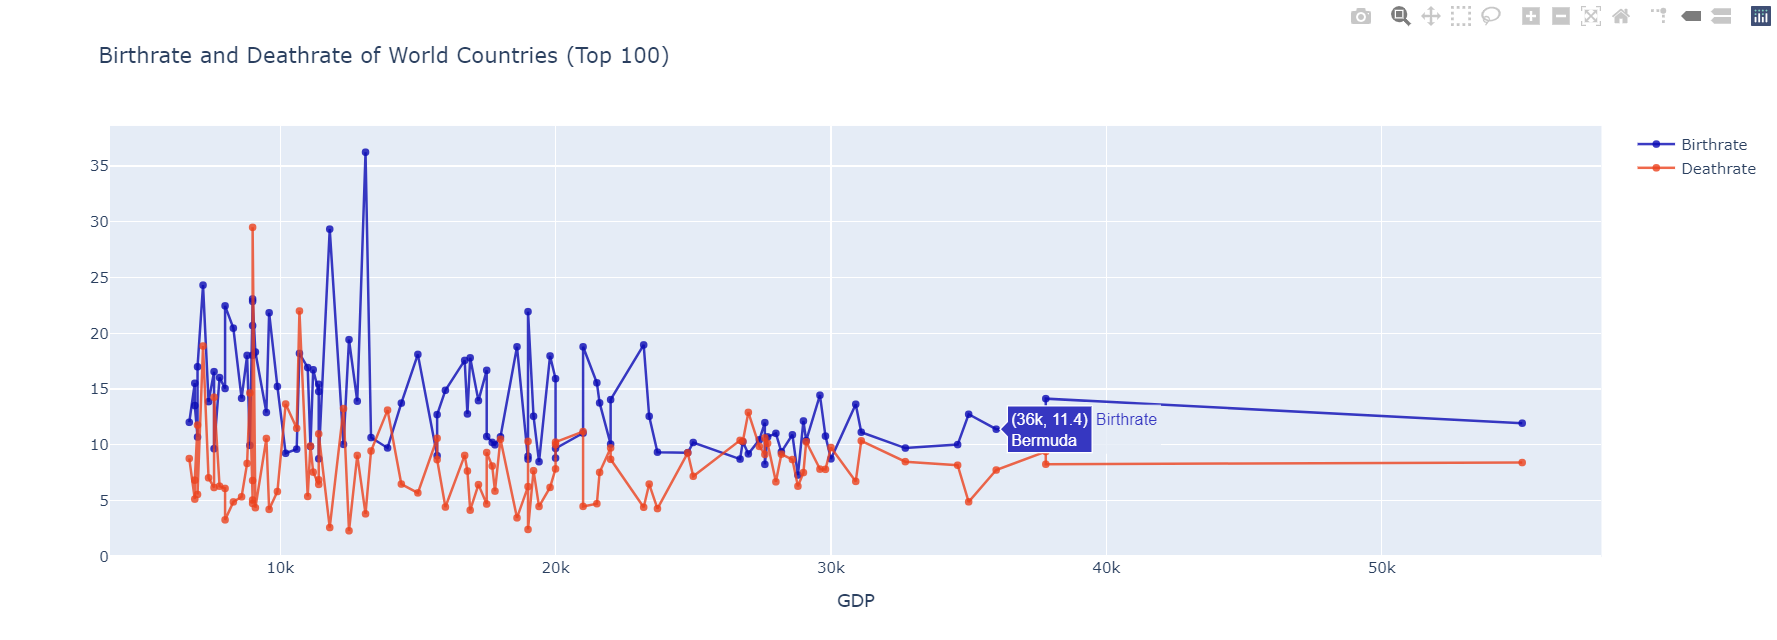 Birthrate and Deathrate of World Countries (Top 100)
Birthrate
Deathrate
35
30
25
20
15
10
5
0
(36k, 11.4) Birthrate
Bermuda
10k 20k 30k 40k 50k
GDP